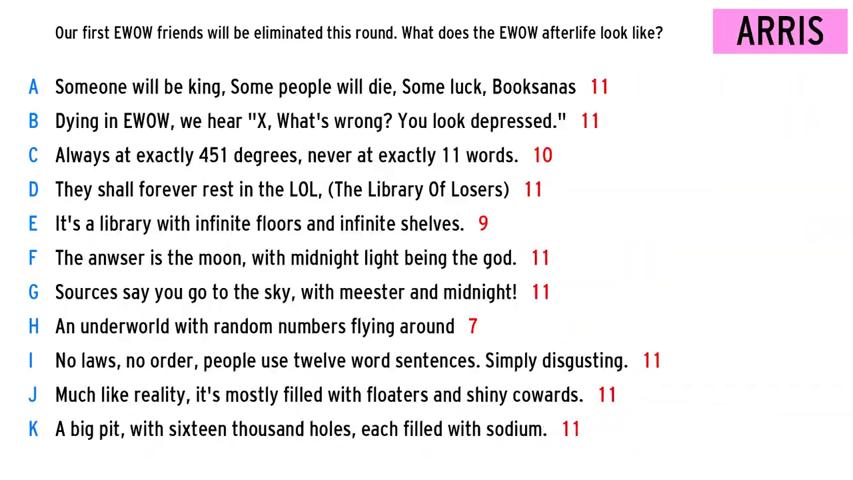 Our first EWOW friends will be eliminated this round. What does the EWOW afterlife look like?
ARRIS
A Someone will be king, Some people will die, Some luck, Booksanas 11
B Dying in EWOW, we hear "X, What's wrong? You look depressed." 11
C Always at exactly 451 degrees, never at exactly 11 words. 10
D They shall forever rest in the LOL, (The Library Of Losers) 11
E It's a library with infinite floors and infinite shelves. 9
F The anwser is the moon, with midnight light being the god. 11
G Sources say you go to the sky, with meester and midnight! 11
H An underworld with random numbers flying around 7
I No laws, no order, people use twelve word sentences. Simply disgusting. 11
J Much like reality, it's mostly filled with floaters and shiny cowards. 11
K A big pit, with sixteen thousand holes, each filled with sodium. 11